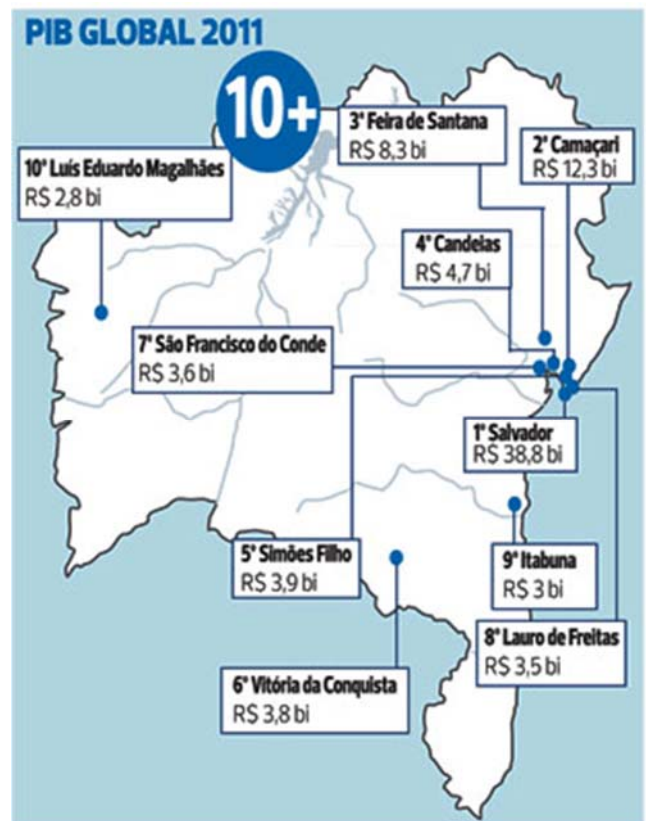 PIB GLOBAL 2011
10+
3º Feira de Santana
R$ 8,3 bi
2º Camaçari
R$ 12,3 bi
10º Luís Eduardo Magalhães
R$ 2,8 bi
4º Candeias
R$ 4,7 bi
7º São Francisco do Conde
R$ 3,6 bi
1º Salvador
R$ 38,8 bi
5º Simões Filho
R$ 3,9 bi
9º Itabuna
R$ 3 bi
8º Lauro de Freitas
R$ 3,5 bi
6º Vitória da Conquista
R$ 3,8 bi